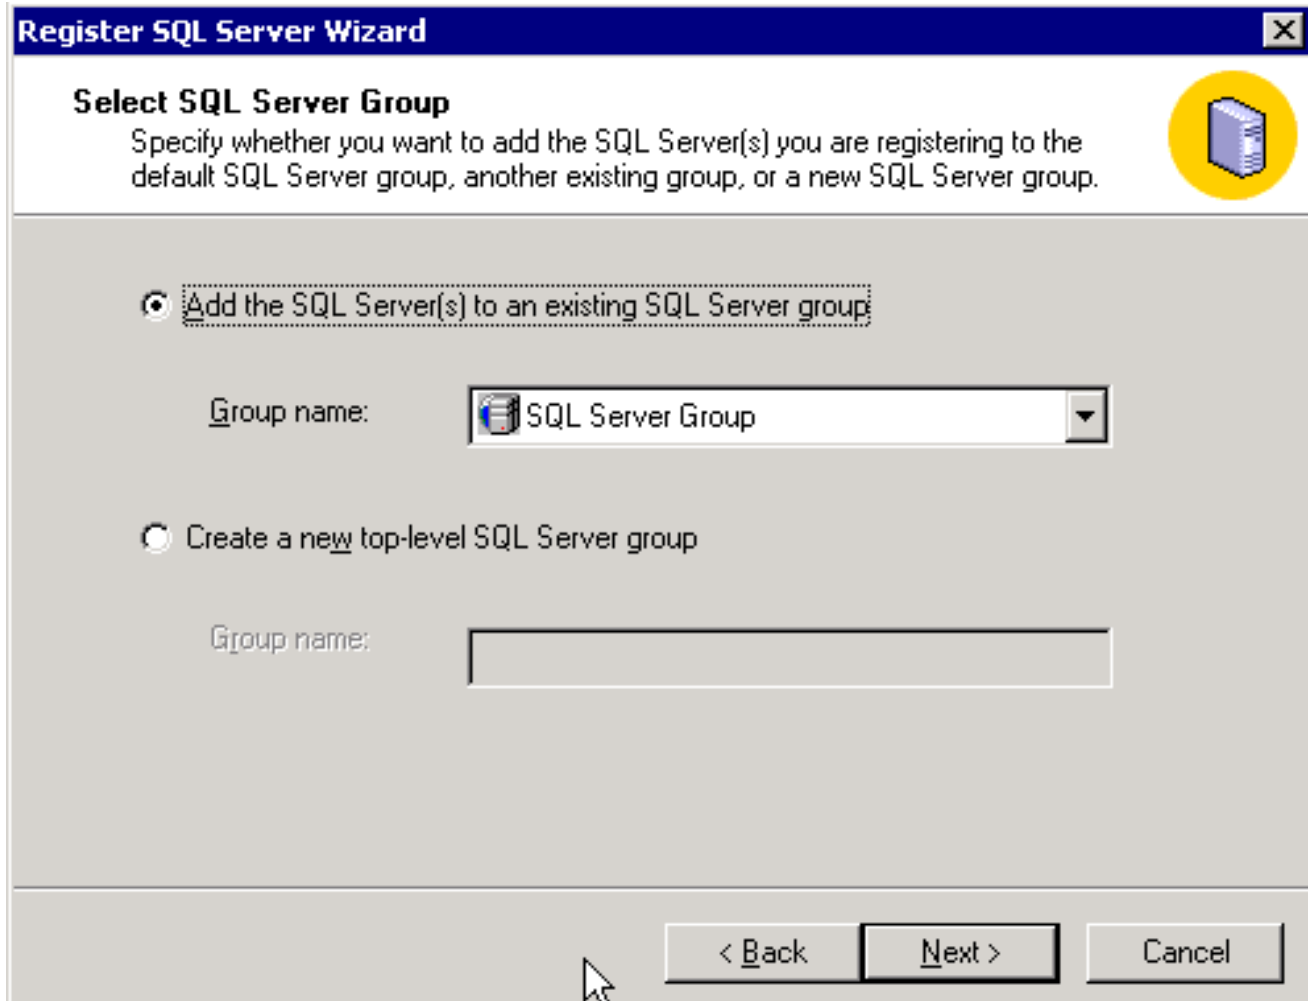 Register SQL Server Wizard
Select SQL Server Group
Specify whether you want to add the SQL Server(s) you are registering to the
default SQL Server group, another existing group, or a new SQL Server group.
Add the SQL Server(s) to an existing SQL Server group
Group name:
SQL Server Group
Create a new top-level SQL Server group
Group name:
< Back
Next >
Cancel